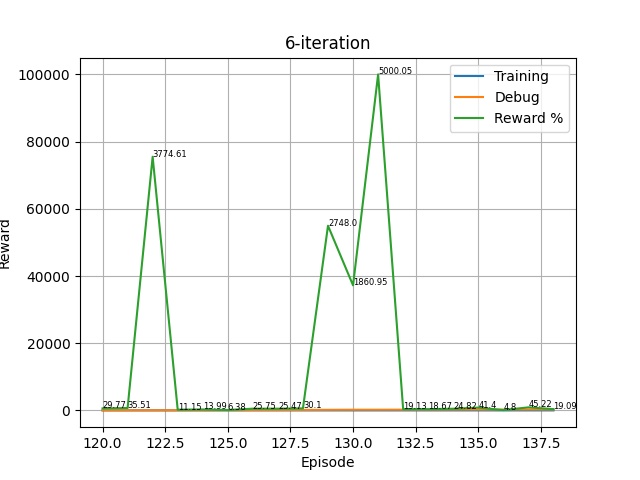 6-iteration
100000
80000
60000
40000
20000
0
Reward
Training
Debug
Reward %
5000.05
3774.61
2748.0
1860.95
29.77 35.51 11.15 13.99 6.38 25.75 25.47 30.1 19.13 18.67 24.82 41.4 4.8 45.22 19.09
120.0 122.5 125.0 127.5 130.0 132.5 135.0 137.5
Episode